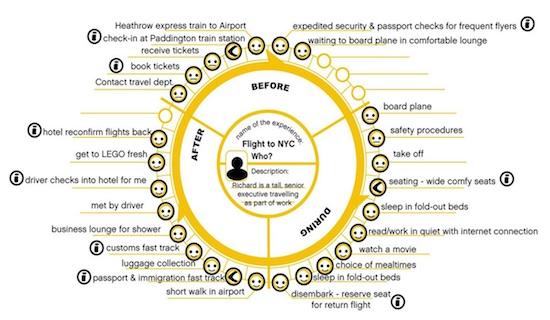 Heathrow express train to Airport
check-in at Paddington train station
receive tickets
book tickets
Contact travel dept.
expedited security & passport checks for frequent flyers
waiting to board plane in comfortable lounge
BEFORE
board plane
safety procedures
take off
seating - wide comfy seats
sleep in fold-out beds
read/work in quiet with internet connection
watch a movie
choice of mealtimes
sleep in fold-out beds
disembark - reserve seat
for return flight
DURING
short walk in airport
passport & immigration fast track
luggage collection
customs fast track
business lounge for shower
met by driver
driver checks into hotel for me
get to LEGO fresh
hotel reconfirm flights back
AFTER
name of the experience:
Flight to NYC
Who?
Description:
Richard is a tall, senior
executive travelling
as part of work